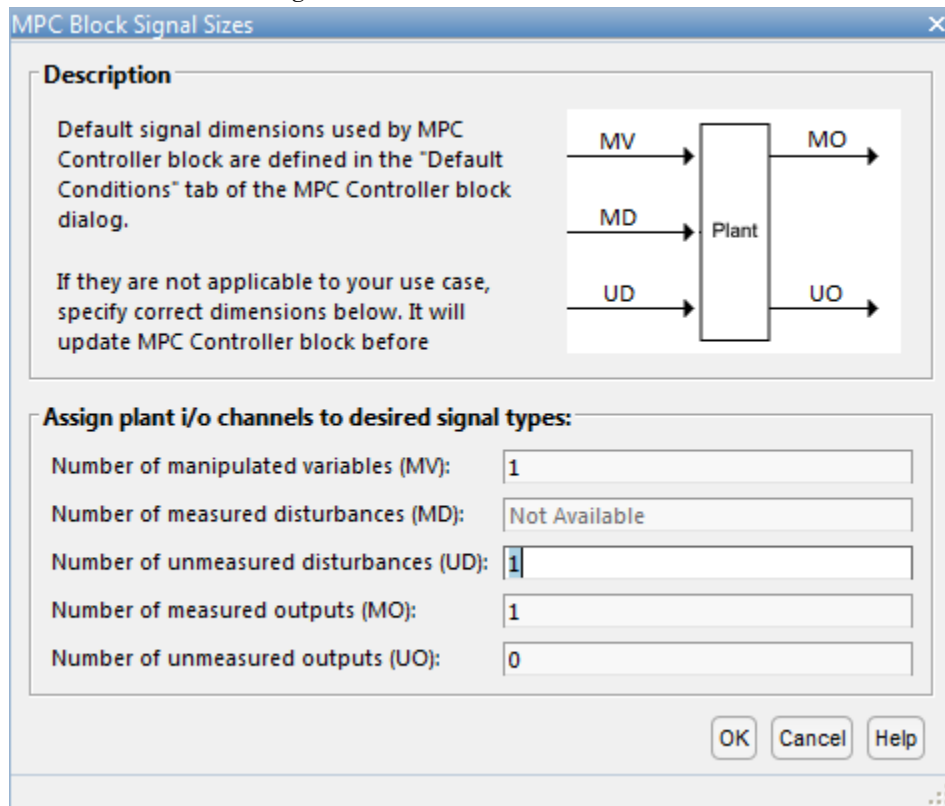 MPC Block Signal Sizes
Description
Default signal dimensions used by MPC
Controller block are defined in the "Default
Conditions" tab of the MPC Controller block
dialog.
If they are not applicable to your use case,
specify correct dimensions below. It will
update MPC Controller block before
MV
MO
MD
Plant
UD
UO
Assign plant i/o channels to desired signal types:
Number of manipulated variables (MV): 1
Number of measured disturbances (MD): Not Available
Number of unmeasured disturbances (UD): 1
Number of measured outputs (MO): 1
Number of unmeasured outputs (UO): 0
OK Cancel Help